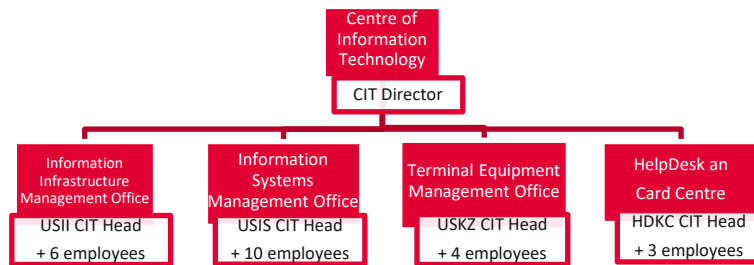 Centre of
Information
Technology
CIT Director
Information
Infrastructure
Management Office
USII CIT Head
+ 6 employees
Information
Systems
Management Office
USIS CIT Head
+ 10 employees
Terminal Equipment
Management Office
USKZ CIT Head
+ 4 employees
HelpDesk an
Card Centre
HDKC CIT Head
+ 3 employees